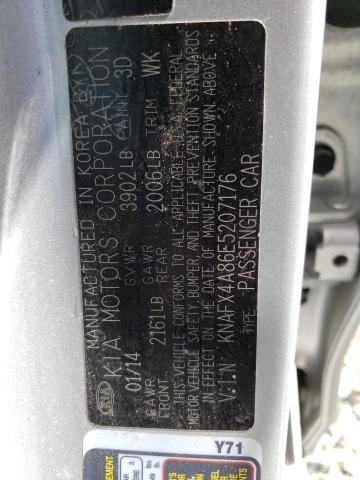 MANUFACTURED IN KOREA BY
KIA MOTORS CORPORATION
01/14 GVWR 3902LB PAINT 3D
GAWR GAWR TRIM WK
FRONT 2161LB REAR 2006LB
THIS VEHICLE CONFORMS TO ALL APPLICABLE U.S.A FEDERAL
MOTOR VEHICLE SAFETY,BUMPER, AND THEFT PREVENTION STANDARDS
IN EFFECT ON THE DATE OF MANUFACTURE SHOWN ABOVE
V.I.N KNAFX4A86E5207176
TYPE: PASSENGER CAR
KIA
Y71